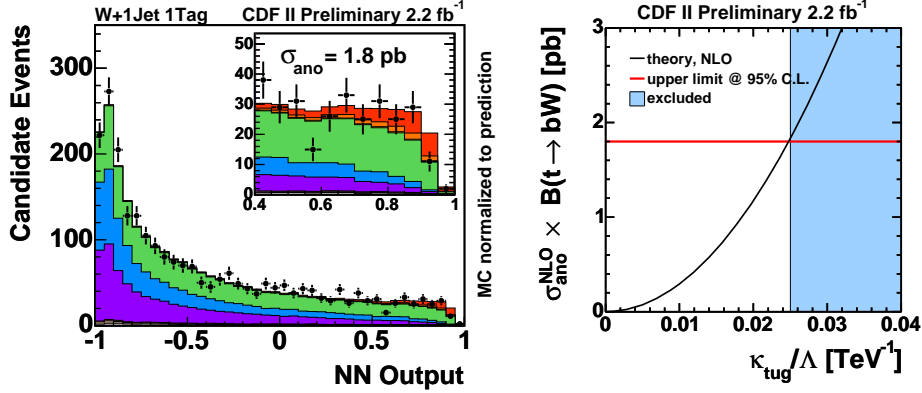 W+1Jet 1Tag
CDF II Preliminary 2.2 fb⁻¹
Candidate Events
300
200
100
0
-1
-0.5
0
0.5
1
NN Output
MC normalized to prediction
σ_ano = 1.8 pb
50
40
30
20
10
0
0.4
0.6
0.8
1
CDF II Preliminary 2.2 fb⁻¹
σ_ano^NLO × B(t → bW) [pb]
3
2
1
0
theory, NLO
upper limit @ 95% C.L.
excluded
0
0.01
0.02
0.03
0.04
κ_tug/Λ [TeV⁻¹]